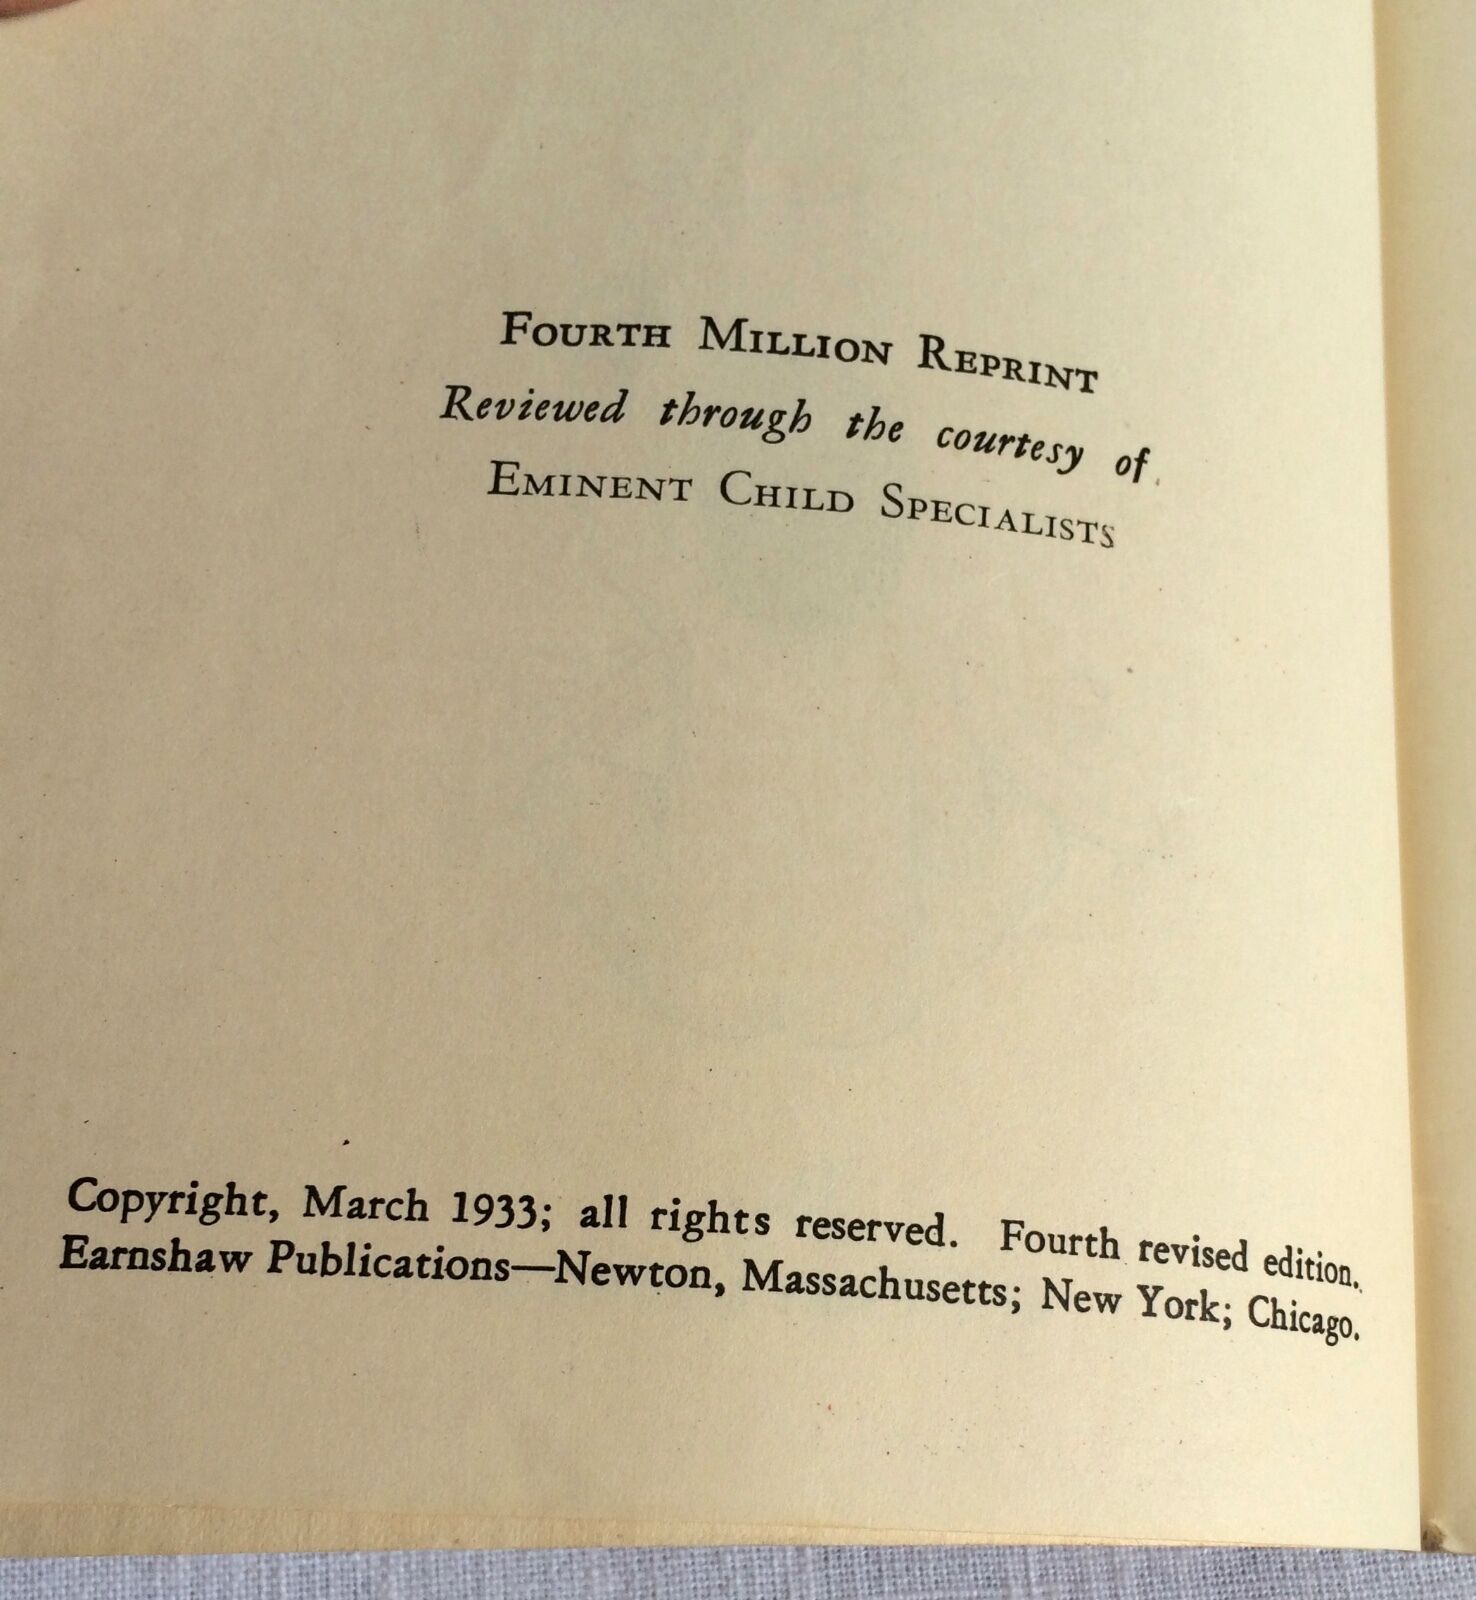 FOURTH MILLION REPRINT
Reviewed through the courtesy of
EMINENT CHILD SPECIALISTS
Copyright, March 1933; all rights reserved. Fourth revised edition.
Earnshaw Publications—Newton, Massachusetts; New York; Chicago.